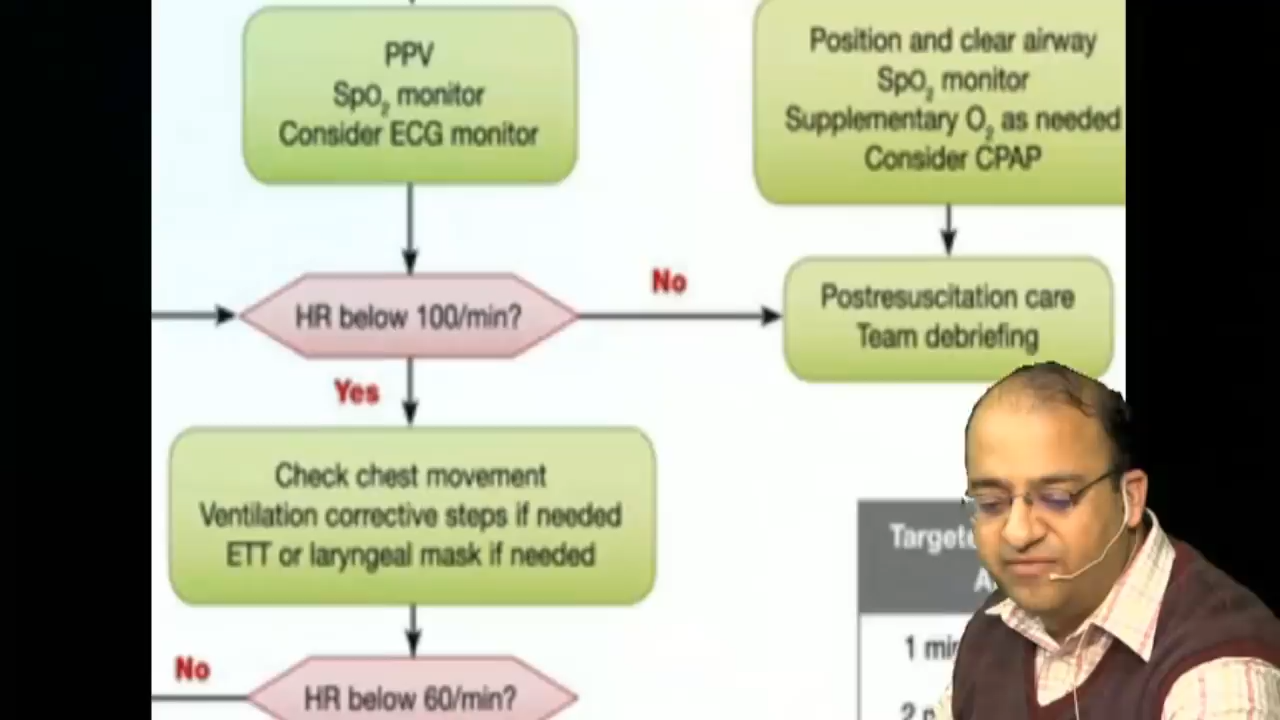 PPV
SpO₂ monitor
Consider ECG monitor
Position and clear airway
SpO₂ monitor
Supplementary O₂ as needed
Consider CPAP
HR below 100/min?
No
Postresuscitation care
Team debriefing
Yes
Check chest movement
Ventilation corrective steps if needed
ETT or laryngeal mask if needed
No
HR below 60/min?
1
2